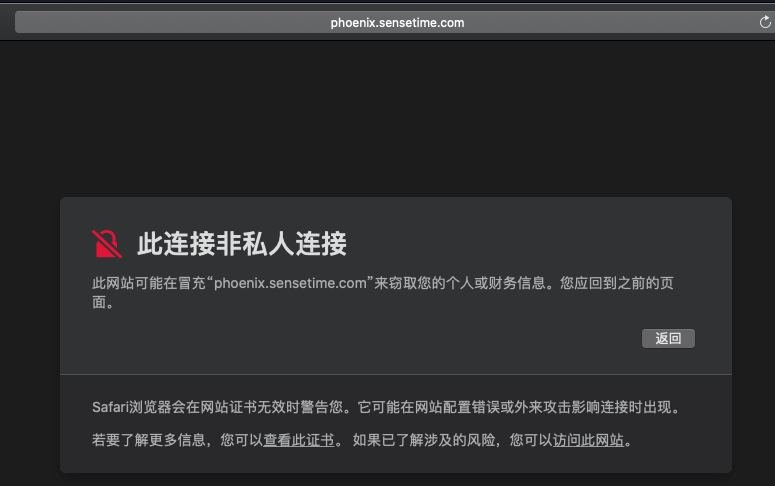 phoenix.sensetime.com
此连接非私人连接
此网站可能在冒充“phoenix.sensetime.com”来窃取您的个人或财务信息。您应回到之前的页
面。
返回
Safari浏览器会在网站证书无效时警告您。它可能在网站配置错误或外来攻击影响连接时出现。
若要了解更多信息，您可以查看此证书。 如果已了解涉及的风险，您可以访问此网站。